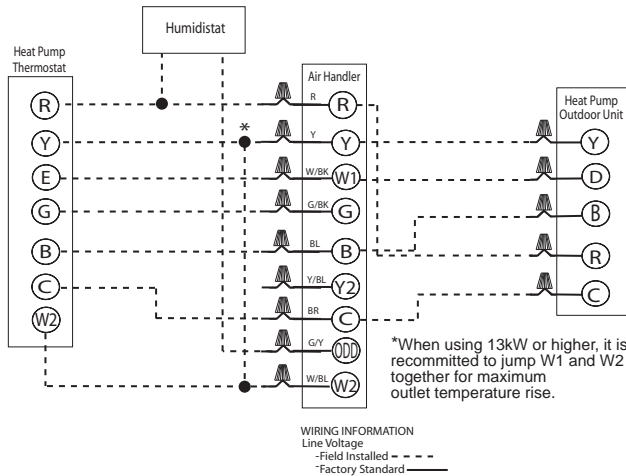 Humidistat
Heat Pump
Thermostat
R
Y
E
G
B
C
W2
*
Air Handler
R
R
Y
Y
W/BK
W1
G/BK
G
BL
B
Y/BL
Y2
BR
C
G/Y
ODD
W/BL
W2
Heat Pump
Outdoor Unit
Y
D
B
R
C
*When using 13kW or higher, it is
recommitted to jump W1 and W2
together for maximum
outlet temperature rise.
WIRING INFORMATION
Line Voltage
-Field Installed
-Factory Standard